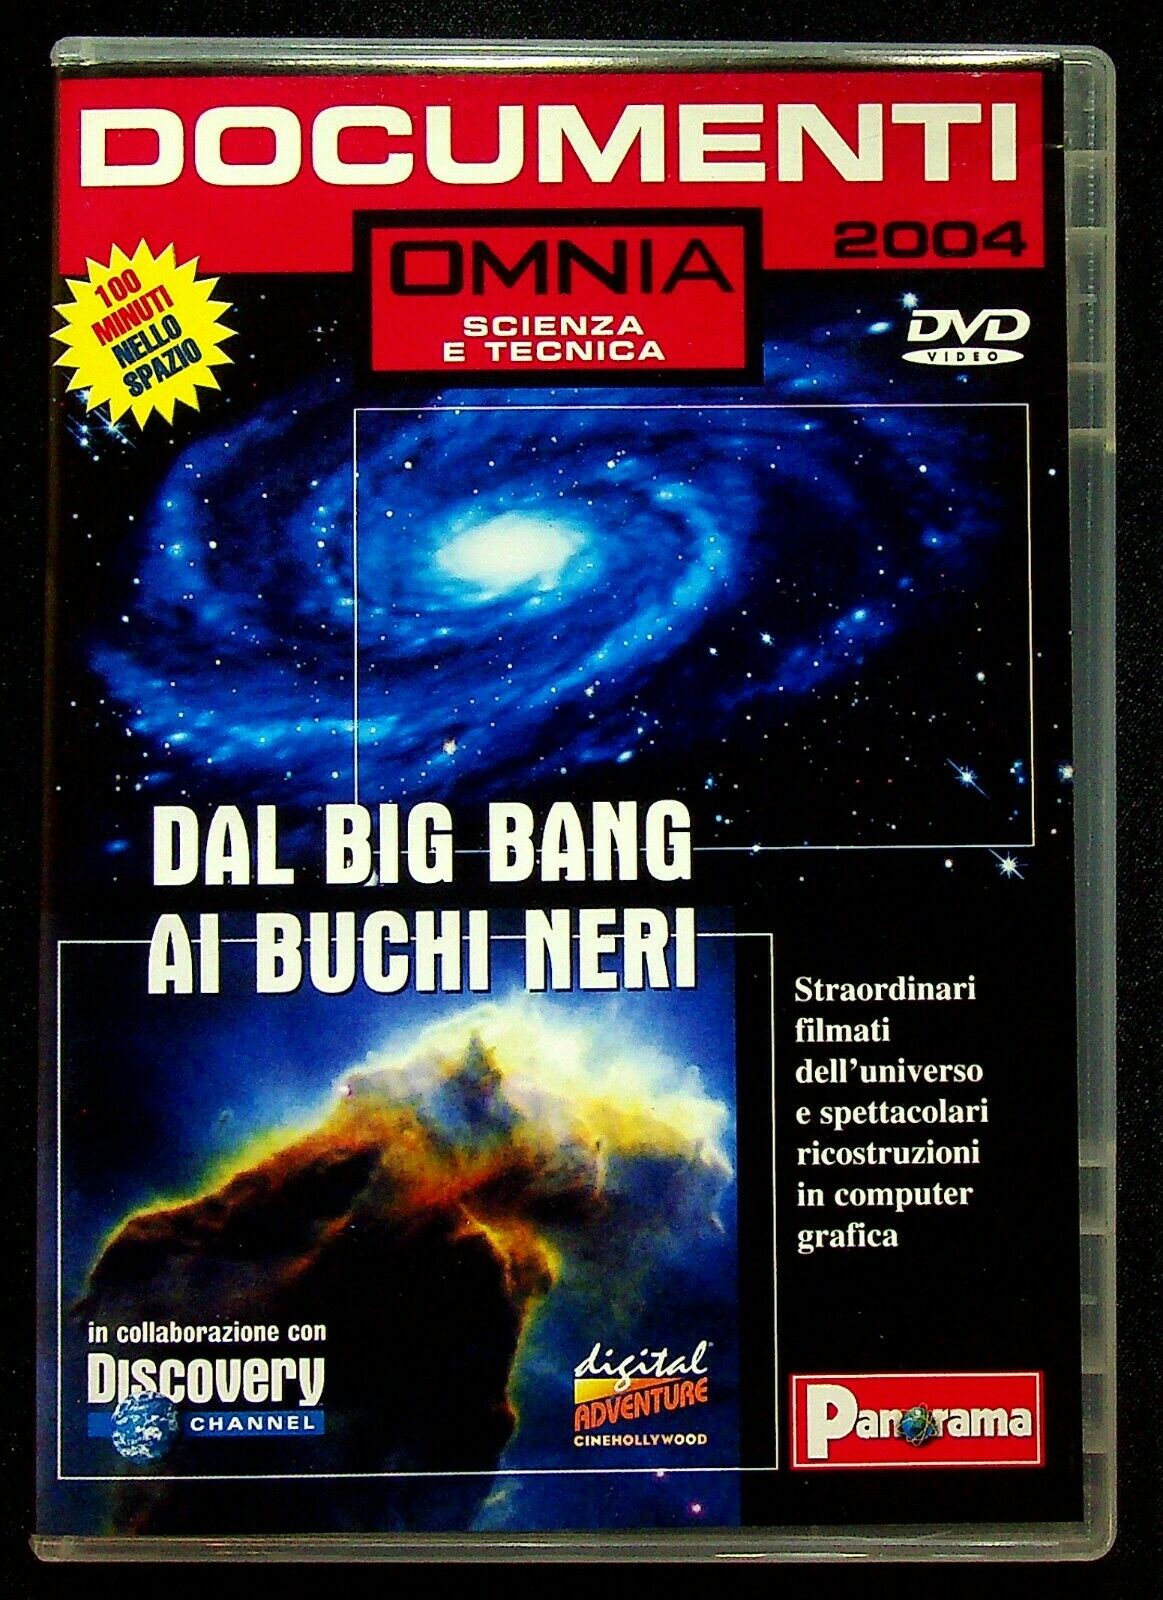 DOCUMENTI
OMNIA
2004
SCIENZA
E TECNICA
100
MINUTI
NELLO
SPAZIO
DVD
VIDEO
DAL BIG BANG
AI BUCHI NERI
Straordinari
filmati
dell'universo
e spettacolari
ricostruzioni
in computer
grafica
in collaborazione con
Discovery
CHANNEL
digital
ADVENTURE
CINEHOLLYWOOD
Panorama